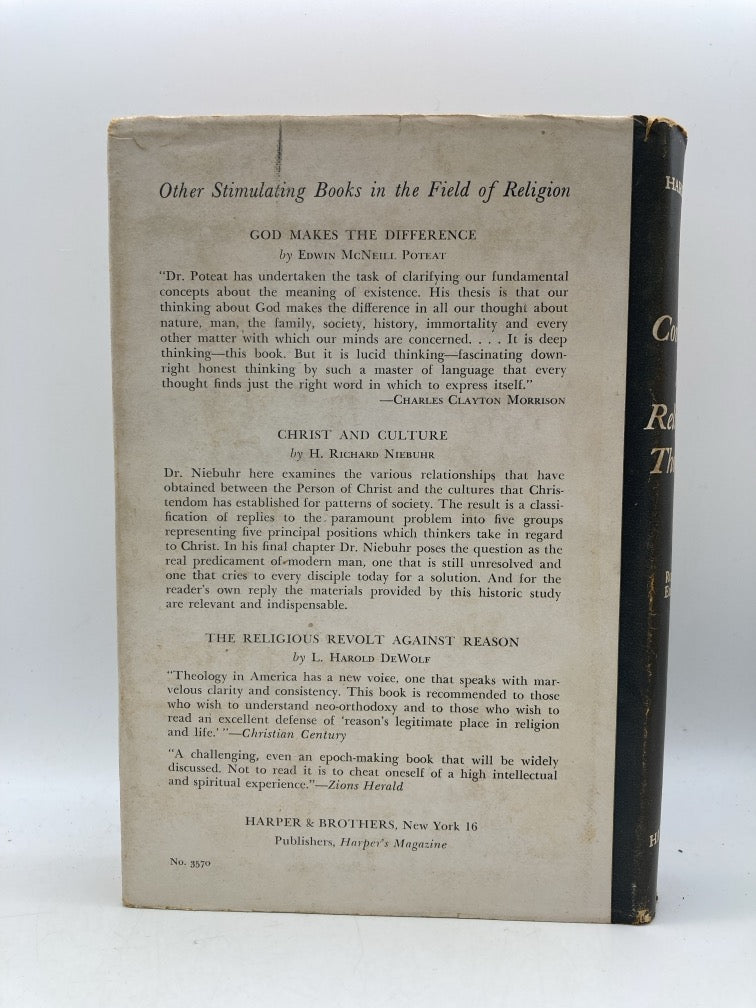 Other Stimulating Books in the Field of Religion
GOD MAKES THE DIFFERENCE
by EDWIN MCNEILL POTEAT
"Dr. Poteat has undertaken the task of clarifying our fundamental
concepts about the meaning of existence. His thesis is that our
thinking about God makes the difference in all our thought about
nature, man, the family, society, history, immortality and every
other matter with which our minds are concerned. . . . It is deep
thinking—this book. But it is lucid thinking—fascinating down-
right honest thinking by such a master of language that every
thought finds just the right word in which to express itself."
—CHARLES CLAYTON MORRISON
CHRIST AND CULTURE
by H. RICHARD NIEBUHR
Dr. Niebuhr here examines the various relationships that have
obtained between the Person of Christ and the cultures that Chris-
tendom has established for patterns of society. The result is a classi-
fication of replies to the paramount problem into five groups
representing five principal positions which thinkers take in regard
to Christ. In his final chapter Dr. Niebuhr poses the question as the
real predicament of modern man, one that is still unresolved and
one that cries to every disciple today for a solution. And for the
reader's own reply the materials provided by this historic study
are relevant and indispensable.
THE RELIGIOUS REVOLT AGAINST REASON
by L. HAROLD DEWOLF
"Theology in America has a new voice, one that speaks with mar-
velous clarity and consistency. This book is recommended to those
who wish to understand neo-orthodoxy and to those who wish to
read an excellent defense of 'reason's legitimate place in religion
and life.' "—Christian Century
"A challenging, even an epoch-making book that will be widely
discussed. Not to read it is to cheat oneself of a high intellectual
and spiritual experience."—Zions Herald
HARPER & BROTHERS, New York 16
Publishers, Harper's Magazine
No. 3570